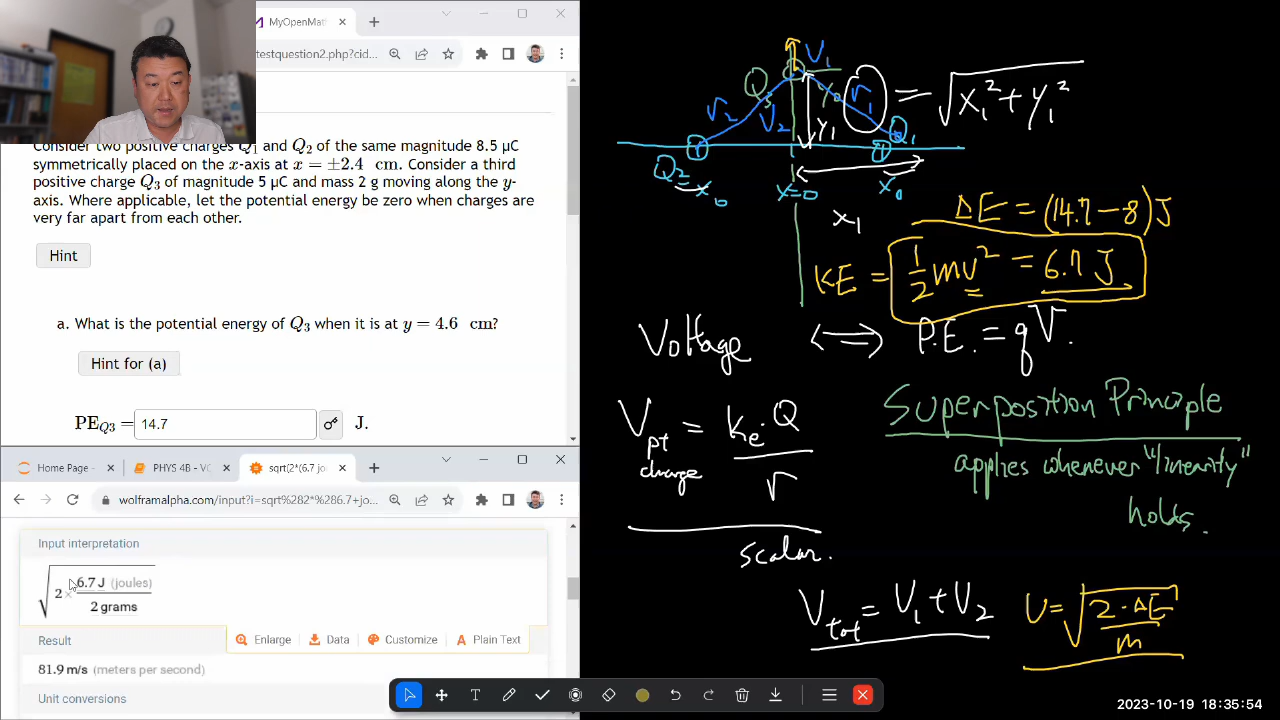 MyOpenMath
testquestion2.php?cid...
Consider two positive charges Q1 and Q2 of the same magnitude 8.5 μC
symmetrically placed on the x-axis at x = ±2.4 cm. Consider a third
positive charge Q3 of magnitude 5 μC and mass 2 g moving along the y-
axis. Where applicable, let the potential energy be zero when charges are
very far apart from each other.
Hint
a. What is the potential energy of Q3 when it is at y = 4.6 cm?
Hint for (a)
PE_Q3 = 14.7 J.
Home Page - PHYS 4B - VC sqrt(2*(6.7 jo
wolframalpha.com/input?i=sqrt%282*%286.7+jo...
Input interpretation
√(2 × 6.7 J (joules) / 2 grams)
Result Enlarge Data Customize Plain Text
81.9 m/s (meters per second)
Unit conversions
V1
Q3
r2 V2 y1 r1 = √x1² + y1²
Q1
Q2
x0 x=0 x0
x1
ΔE = (14.7 − 8) J
KE = 1/2 mv² = 6.7 J
Voltage ⟺ P.E. = qV.
V pt charge = ke·Q / r
scalar.
Superposition Principle
applies whenever "linearity"
holds.
Vtot = V1 + V2
v = √(2·ΔE / m)
2023-10-19 18:35:54